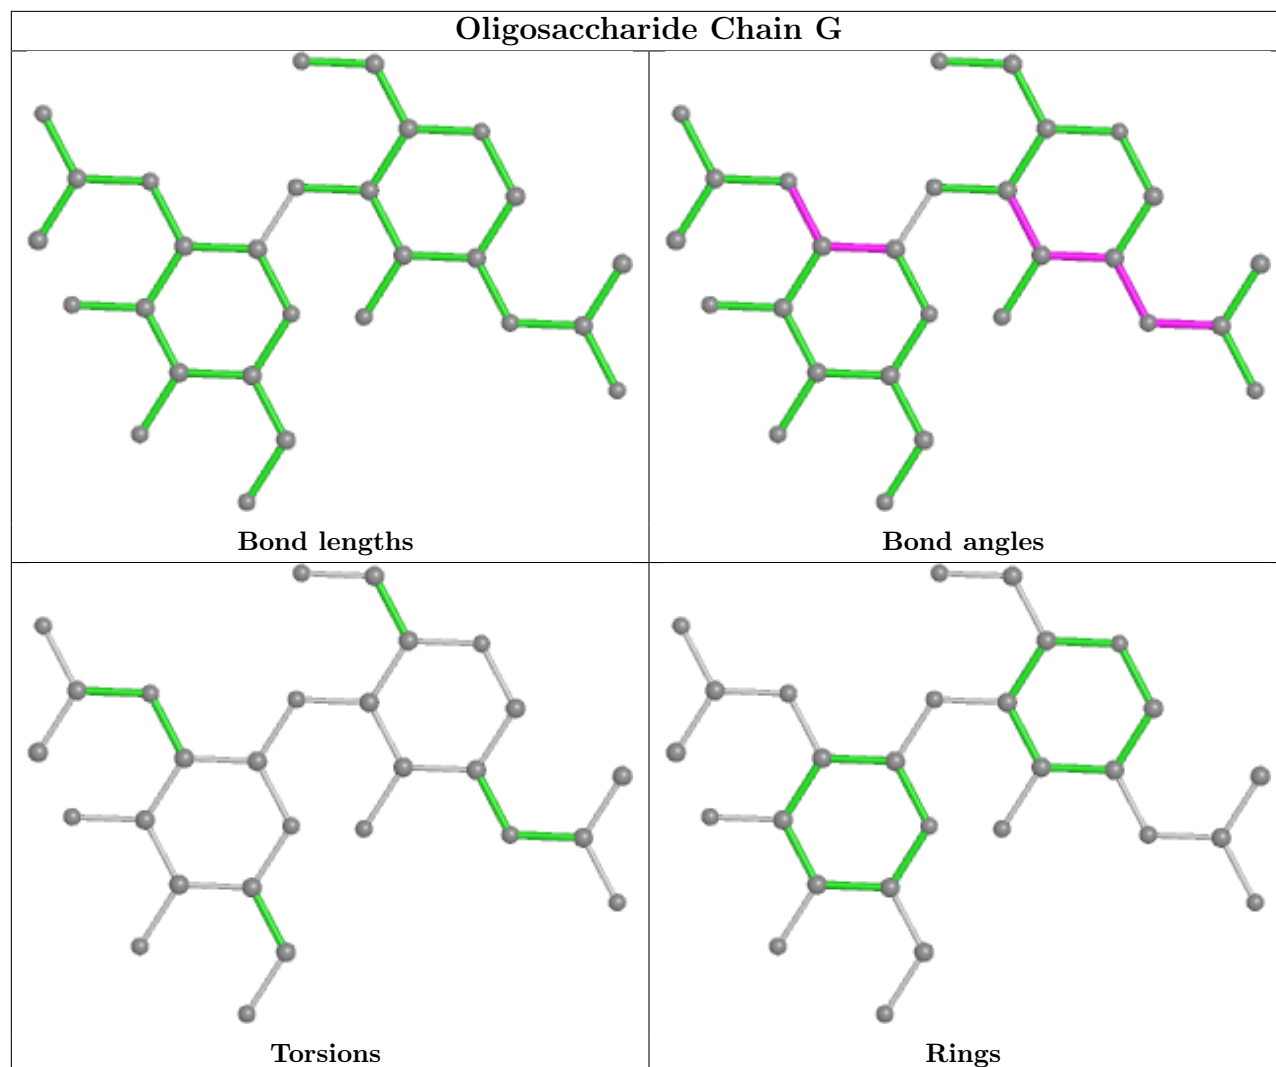 Oligosaccharide Chain G
Bond lengths
Bond angles
Torsions
Rings